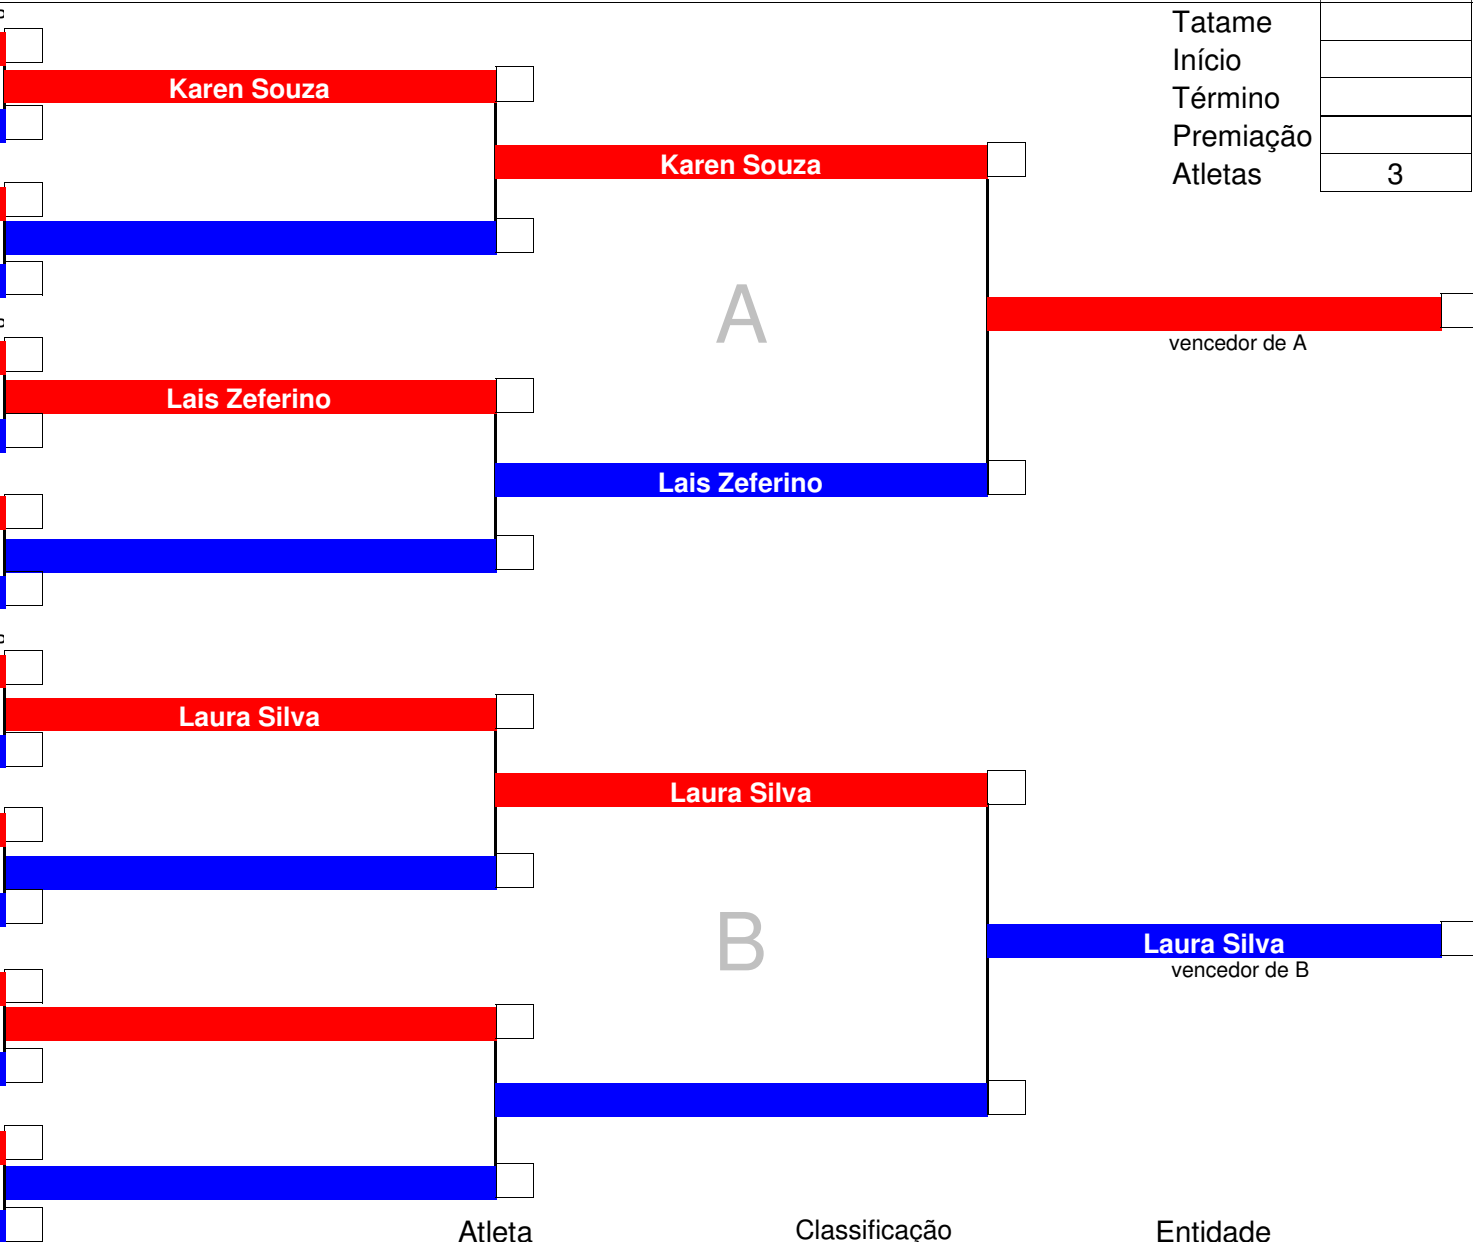 Tatame
Início
Término
Premiação
Atletas 3
Karen Souza
Karen Souza
A
vencedor de A
Lais Zeferino
Lais Zeferino
Laura Silva
Laura Silva
B
Laura Silva
vencedor de B
Atleta Classificação Entidade